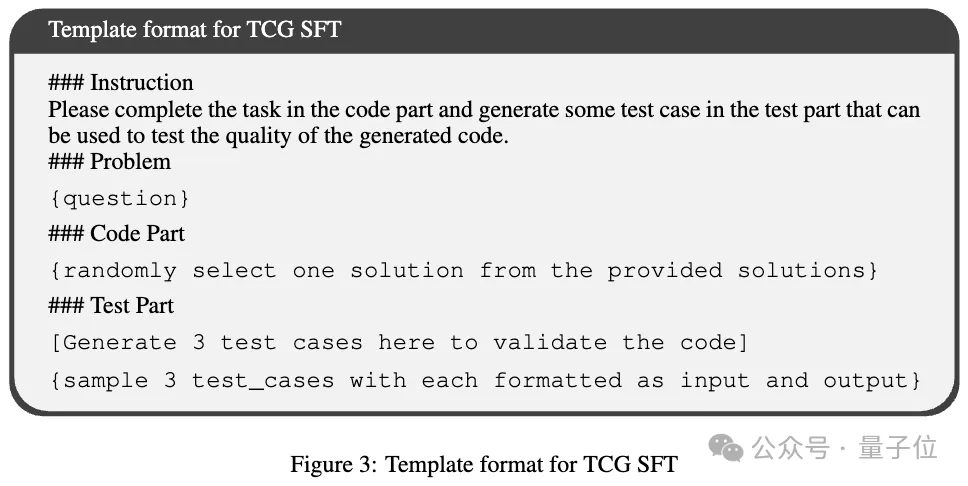 Template format for TCG SFT
### Instruction
Please complete the task in the code part and generate some test case in the test part that can
be used to test the quality of the generated code.
### Problem
{question}
### Code Part
{randomly select one solution from the provided solutions}
### Test Part
[Generate 3 test cases here to validate the code]
{sample 3 test_cases with each formatted as input and output}
公众号 · 量子位
Figure 3: Template format for TCG SFT